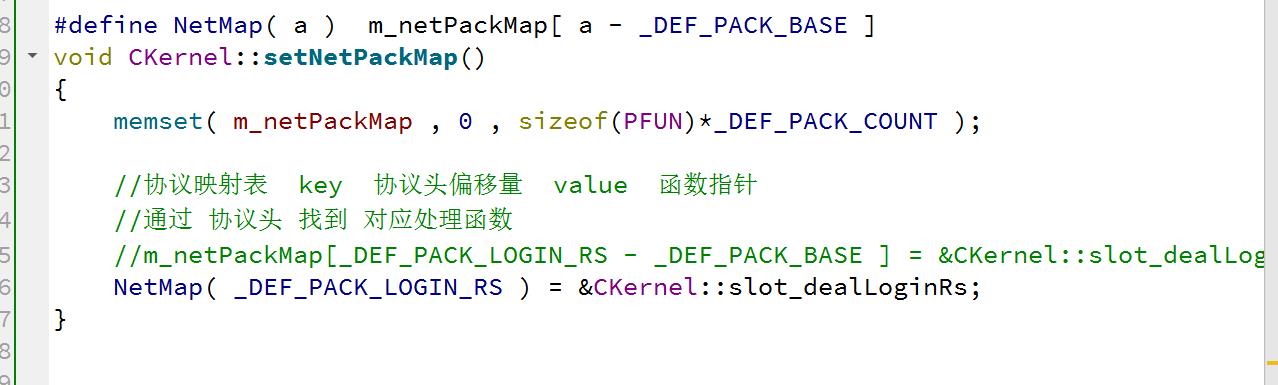 8 #define NetMap( a )  m_netPackMap[ a - _DEF_PACK_BASE ]
9 void CKernel::setNetPackMap()
0 {
1     memset( m_netPackMap , 0 , sizeof(PFUN)*_DEF_PACK_COUNT );
2
3     //协议映射表  key  协议头偏移量  value  函数指针
4     //通过 协议头 找到 对应处理函数
5     //m_netPackMap[_DEF_PACK_LOGIN_RS - _DEF_PACK_BASE ] = &CKernel::slot_dealLog
6     NetMap( _DEF_PACK_LOGIN_RS ) = &CKernel::slot_dealLoginRs;
7 }
8
9